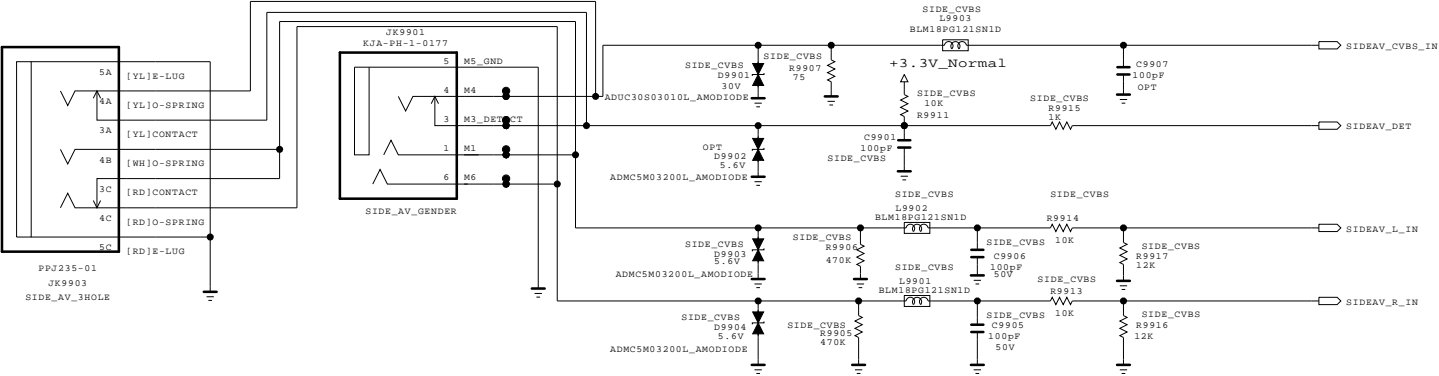 5A [YL]E-LUG
4A [YL]O-SPRING
3A [YL]CONTACT
4B [WH]O-SPRING
3C [RD]CONTACT
4C [RD]O-SPRING
5C [RD]E-LUG
PPJ235-01
JK9903
SIDE_AV_3HOLE
JK9901
KJA-PH-1-0177
5 M5_GND
4 M4
3 M3_DETECT
1 M1
6 M6
SIDE_AV_GENDER
SIDE_CVBS
D9901
30V
ADUC30S03010L_AMODIODE
SIDE_CVBS
R9907
75
SIDE_CVBS
L9903
BLM18PG121SN1D
C9907
100pF
OPT
SIDEAV_CVBS_IN
+3.3V_Normal
SIDE_CVBS
10K
R9911
SIDE_CVBS
R9915
1K
SIDEAV_DET
OPT
D9902
5.6V
ADMC5M03200L_AMODIODE
C9901
100pF
SIDE_CVBS
SIDE_CVBS
L9902
BLM18PG121SN1D
SIDE_CVBS
R9914
10K
SIDEAV_L_IN
SIDE_CVBS
D9903
5.6V
ADMC5M03200L_AMODIODE
SIDE_CVBS
R9906
470K
SIDE_CVBS
C9906
100pF
50V
SIDE_CVBS
R9917
12K
SIDE_CVBS
L9901
BLM18PG121SN1D
SIDE_CVBS
R9913
10K
SIDEAV_R_IN
SIDE_CVBS
D9904
5.6V
ADMC5M03200L_AMODIODE
SIDE_CVBS
R9905
470K
SIDE_CVBS
C9905
100pF
50V
SIDE_CVBS
R9916
12K